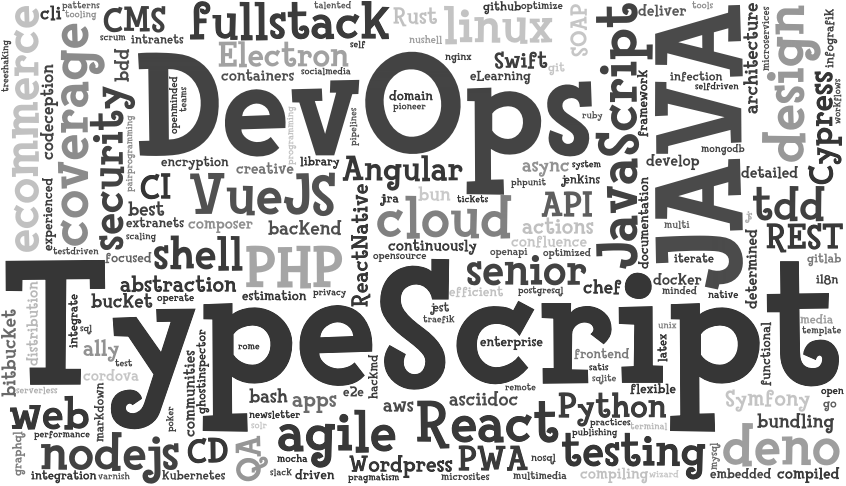 patterns
tooling
cli
CMS
scrum
intranets
fullstack
talented
self
Rust
nushell
linux
githuboptimize
SOAP
deliver
tools
architecture
microservices
infografik
treeshaking
ecommerce
codeception
coverage
bdd
security
Electron
containers
socialmedia
nginx
Swift
git
eLearning
JavaScript
framework
infection
selfdriven
JAVA
design
Cypress
workflows
DevOps
openminded
teams
domain
pioneer
programming
pipelines
ruby
mongodb
pairprogramming
encryption
creative
library
Angular
async
system
phpunit
jenkins
develop
detailed
experienced
CI
best
extranets
scaling
VueJS
composer
backend
ReactNative
jra
bun
tickets
cloud
continuously
API
actions
confluence
documentation
multi
tdd
REST
testdriven
focused
shell
PHP
opensource
openapi
optimized
iterate
determined
gitlab
abstraction
senior
chef
docker
minded
native
i18n
TypeScript
distribution
integrate
sql
bucket
operate
estimation
privacy
efficient
postgresql
jest
traefik
bitbucket
ally
test
cordova
rome
enterprise
frontend
satis
sqlite
latex
unix
functional
media
template
serverless
communities
ghostinspector
hackmd
remote
flexible
open
go
web
performance
markdown
poker
bash
newsletter
apps
e2e
aws
asciidoc
Python
practices
publishing
terminal
Symfony
bundling
graphql
nodejs
CD
QA
solr
agile
React
testing
mysql
deno
integration
varnish
kubernetes
mocha
slack
driven
Wordpress
pragmatism
PWA
microsites
nosql
multimedia
compiling
wizard
embedded
compiled